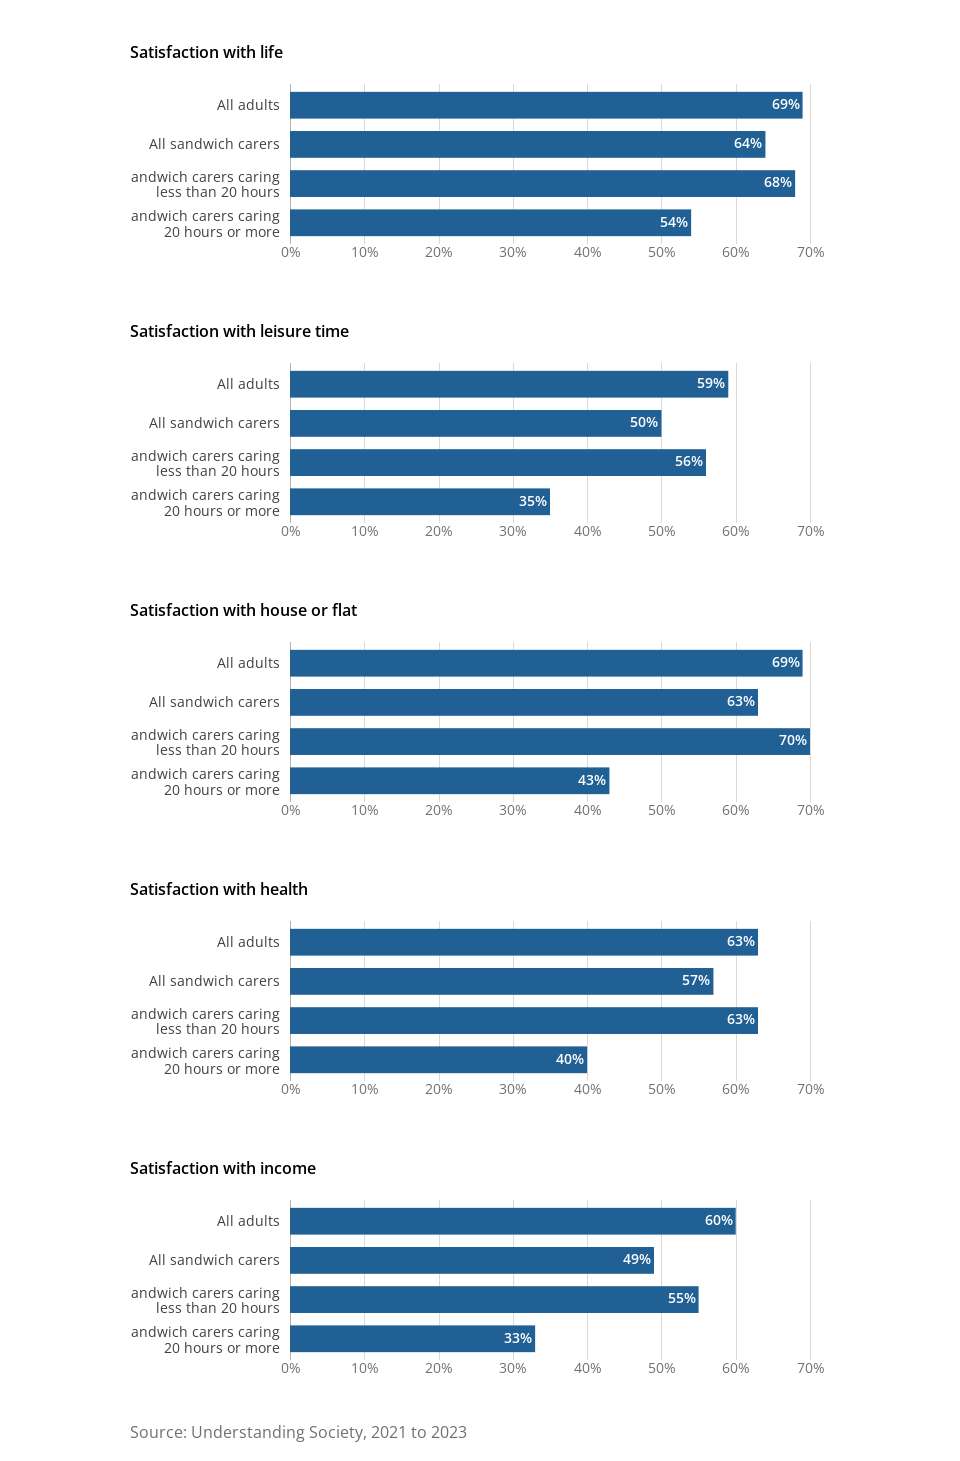 Satisfaction with life
All adults
69%
All sandwich carers
64%
andwich carers caring
less than 20 hours
68%
andwich carers caring
20 hours or more
54%
0% 10% 20% 30% 40% 50% 60% 70%
Satisfaction with leisure time
All adults
59%
All sandwich carers
50%
andwich carers caring
less than 20 hours
56%
andwich carers caring
20 hours or more
35%
0% 10% 20% 30% 40% 50% 60% 70%
Satisfaction with house or flat
All adults
69%
All sandwich carers
63%
andwich carers caring
less than 20 hours
70%
andwich carers caring
20 hours or more
43%
0% 10% 20% 30% 40% 50% 60% 70%
Satisfaction with health
All adults
63%
All sandwich carers
57%
andwich carers caring
less than 20 hours
63%
andwich carers caring
20 hours or more
40%
0% 10% 20% 30% 40% 50% 60% 70%
Satisfaction with income
All adults
60%
All sandwich carers
49%
andwich carers caring
less than 20 hours
55%
andwich carers caring
20 hours or more
33%
0% 10% 20% 30% 40% 50% 60% 70%
Source: Understanding Society, 2021 to 2023